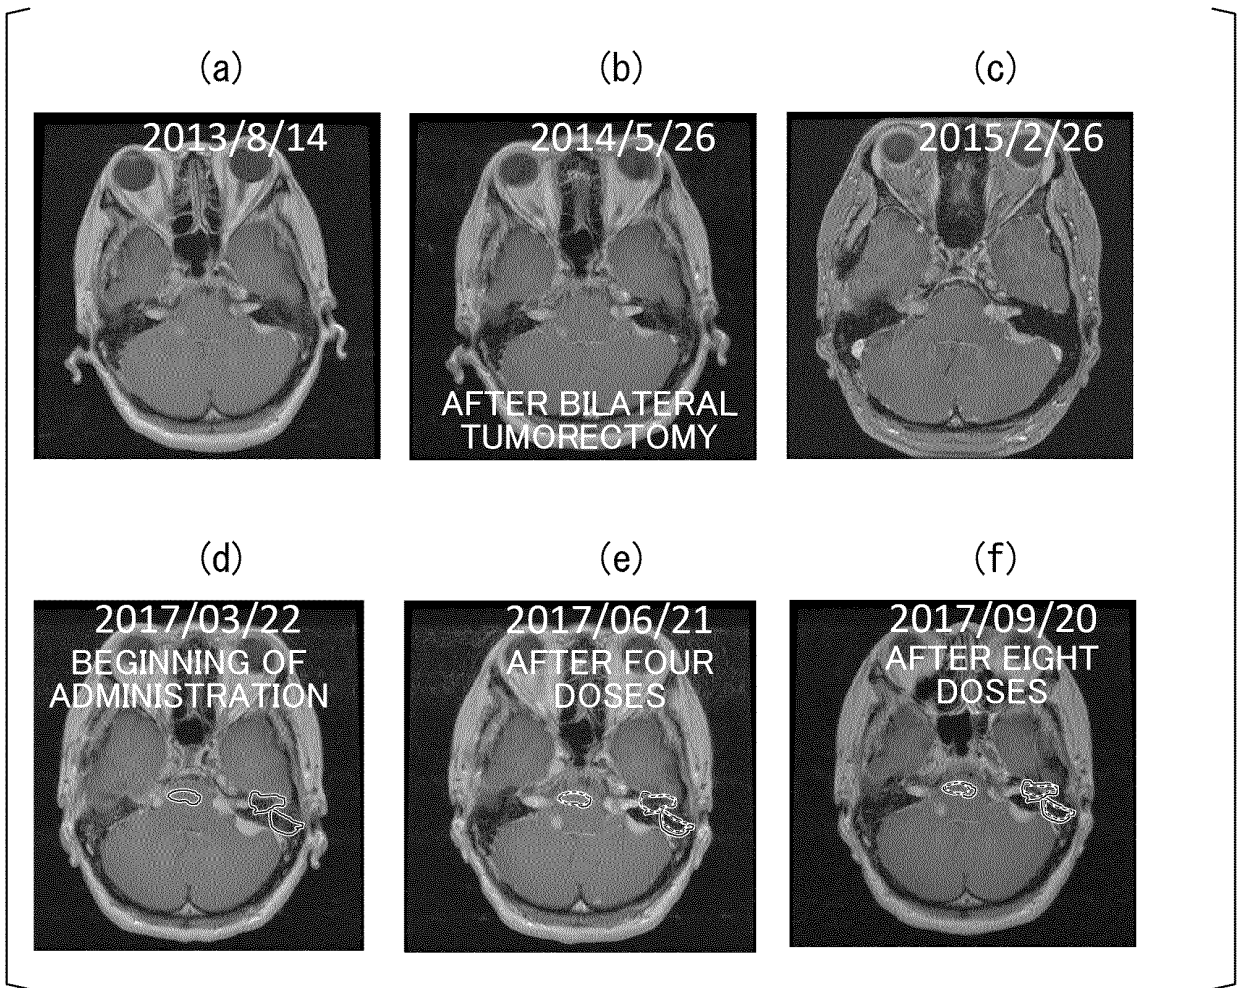 (a)
(b)
(c)
2013/8/14
2014/5/26
2015/2/26
AFTER BILATERAL
TUMORECTOMY
(d)
(e)
(f)
2017/03/22
BEGINNING OF
ADMINISTRATION
2017/06/21
AFTER FOUR
DOSES
2017/09/20
AFTER EIGHT
DOSES